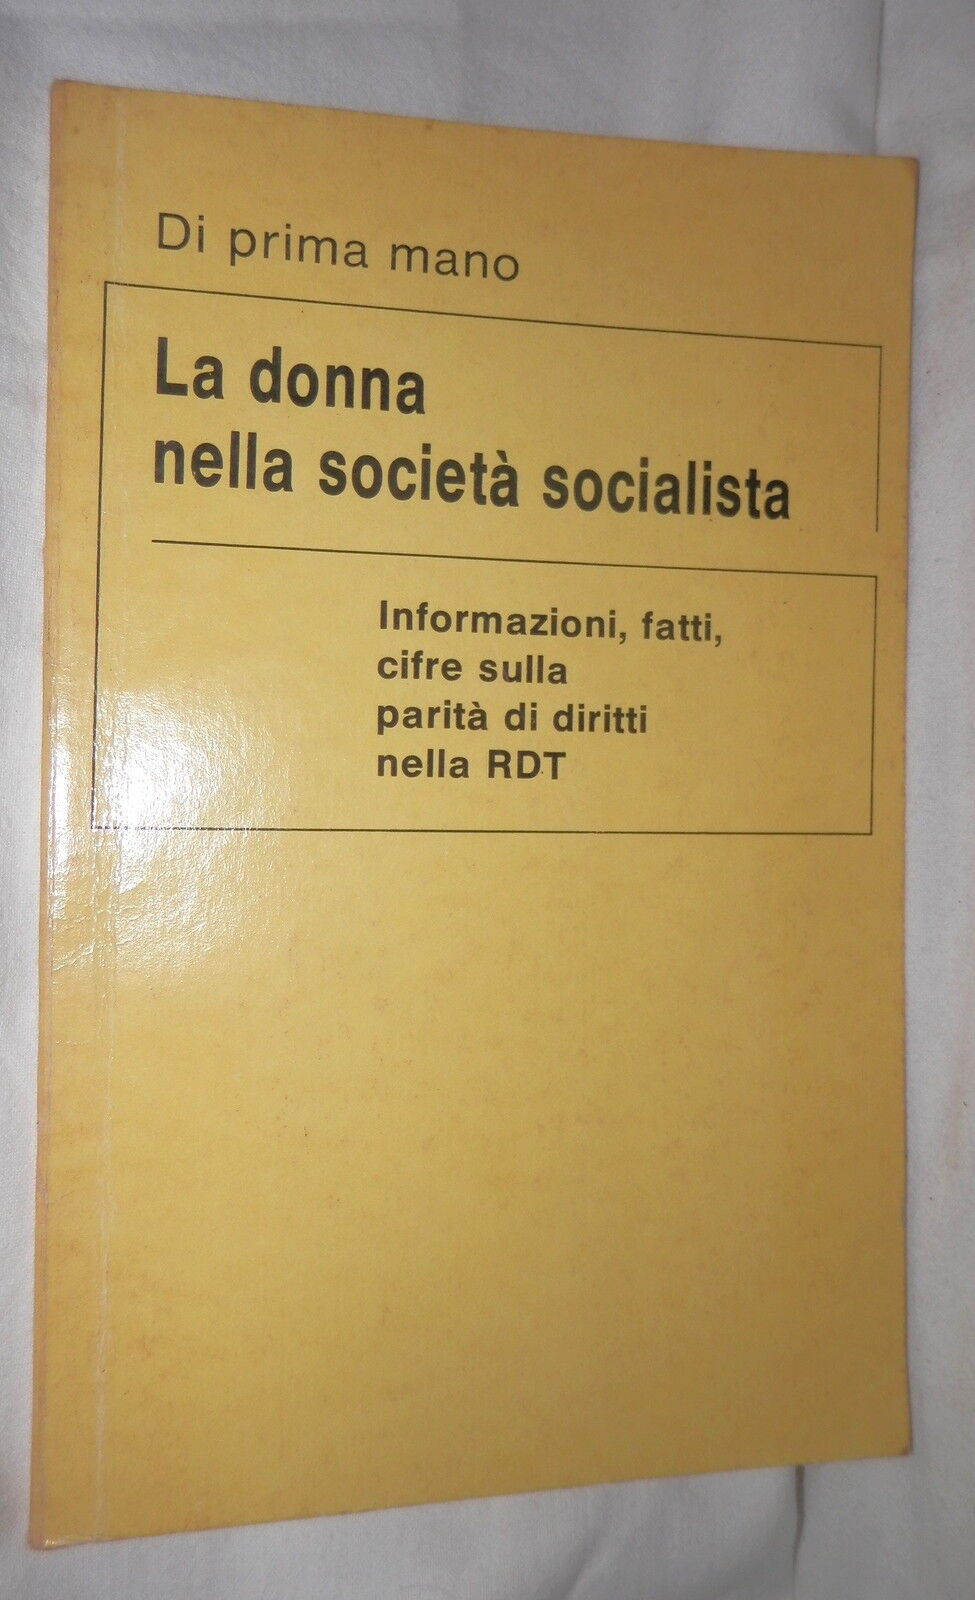 Di prima mano
La donna
nella società socialista
Informazioni, fatti,
cifre sulla
parità di diritti
nella RDT